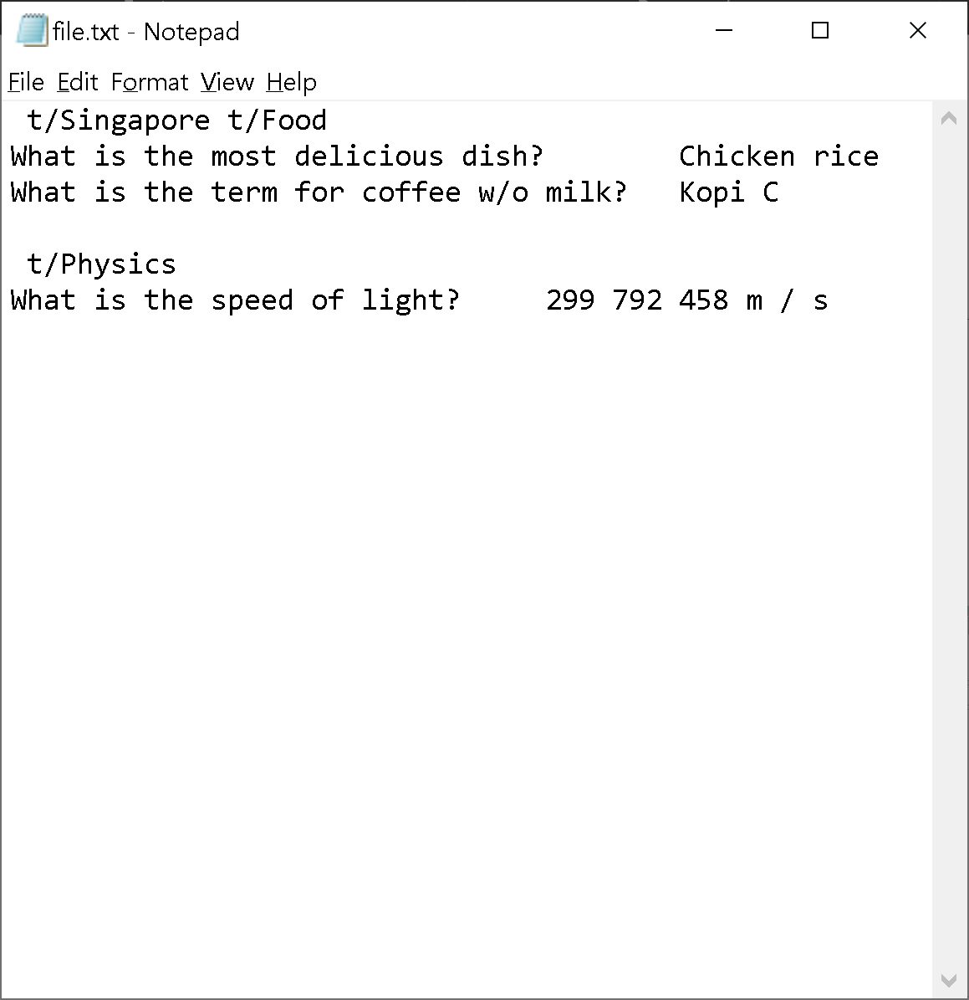 file.txt - Notepad
File Edit Format View Help
t/Singapore t/Food
What is the most delicious dish? Chicken rice
What is the term for coffee w/o milk? Kopi C
t/Physics
What is the speed of light? 299 792 458 m / s